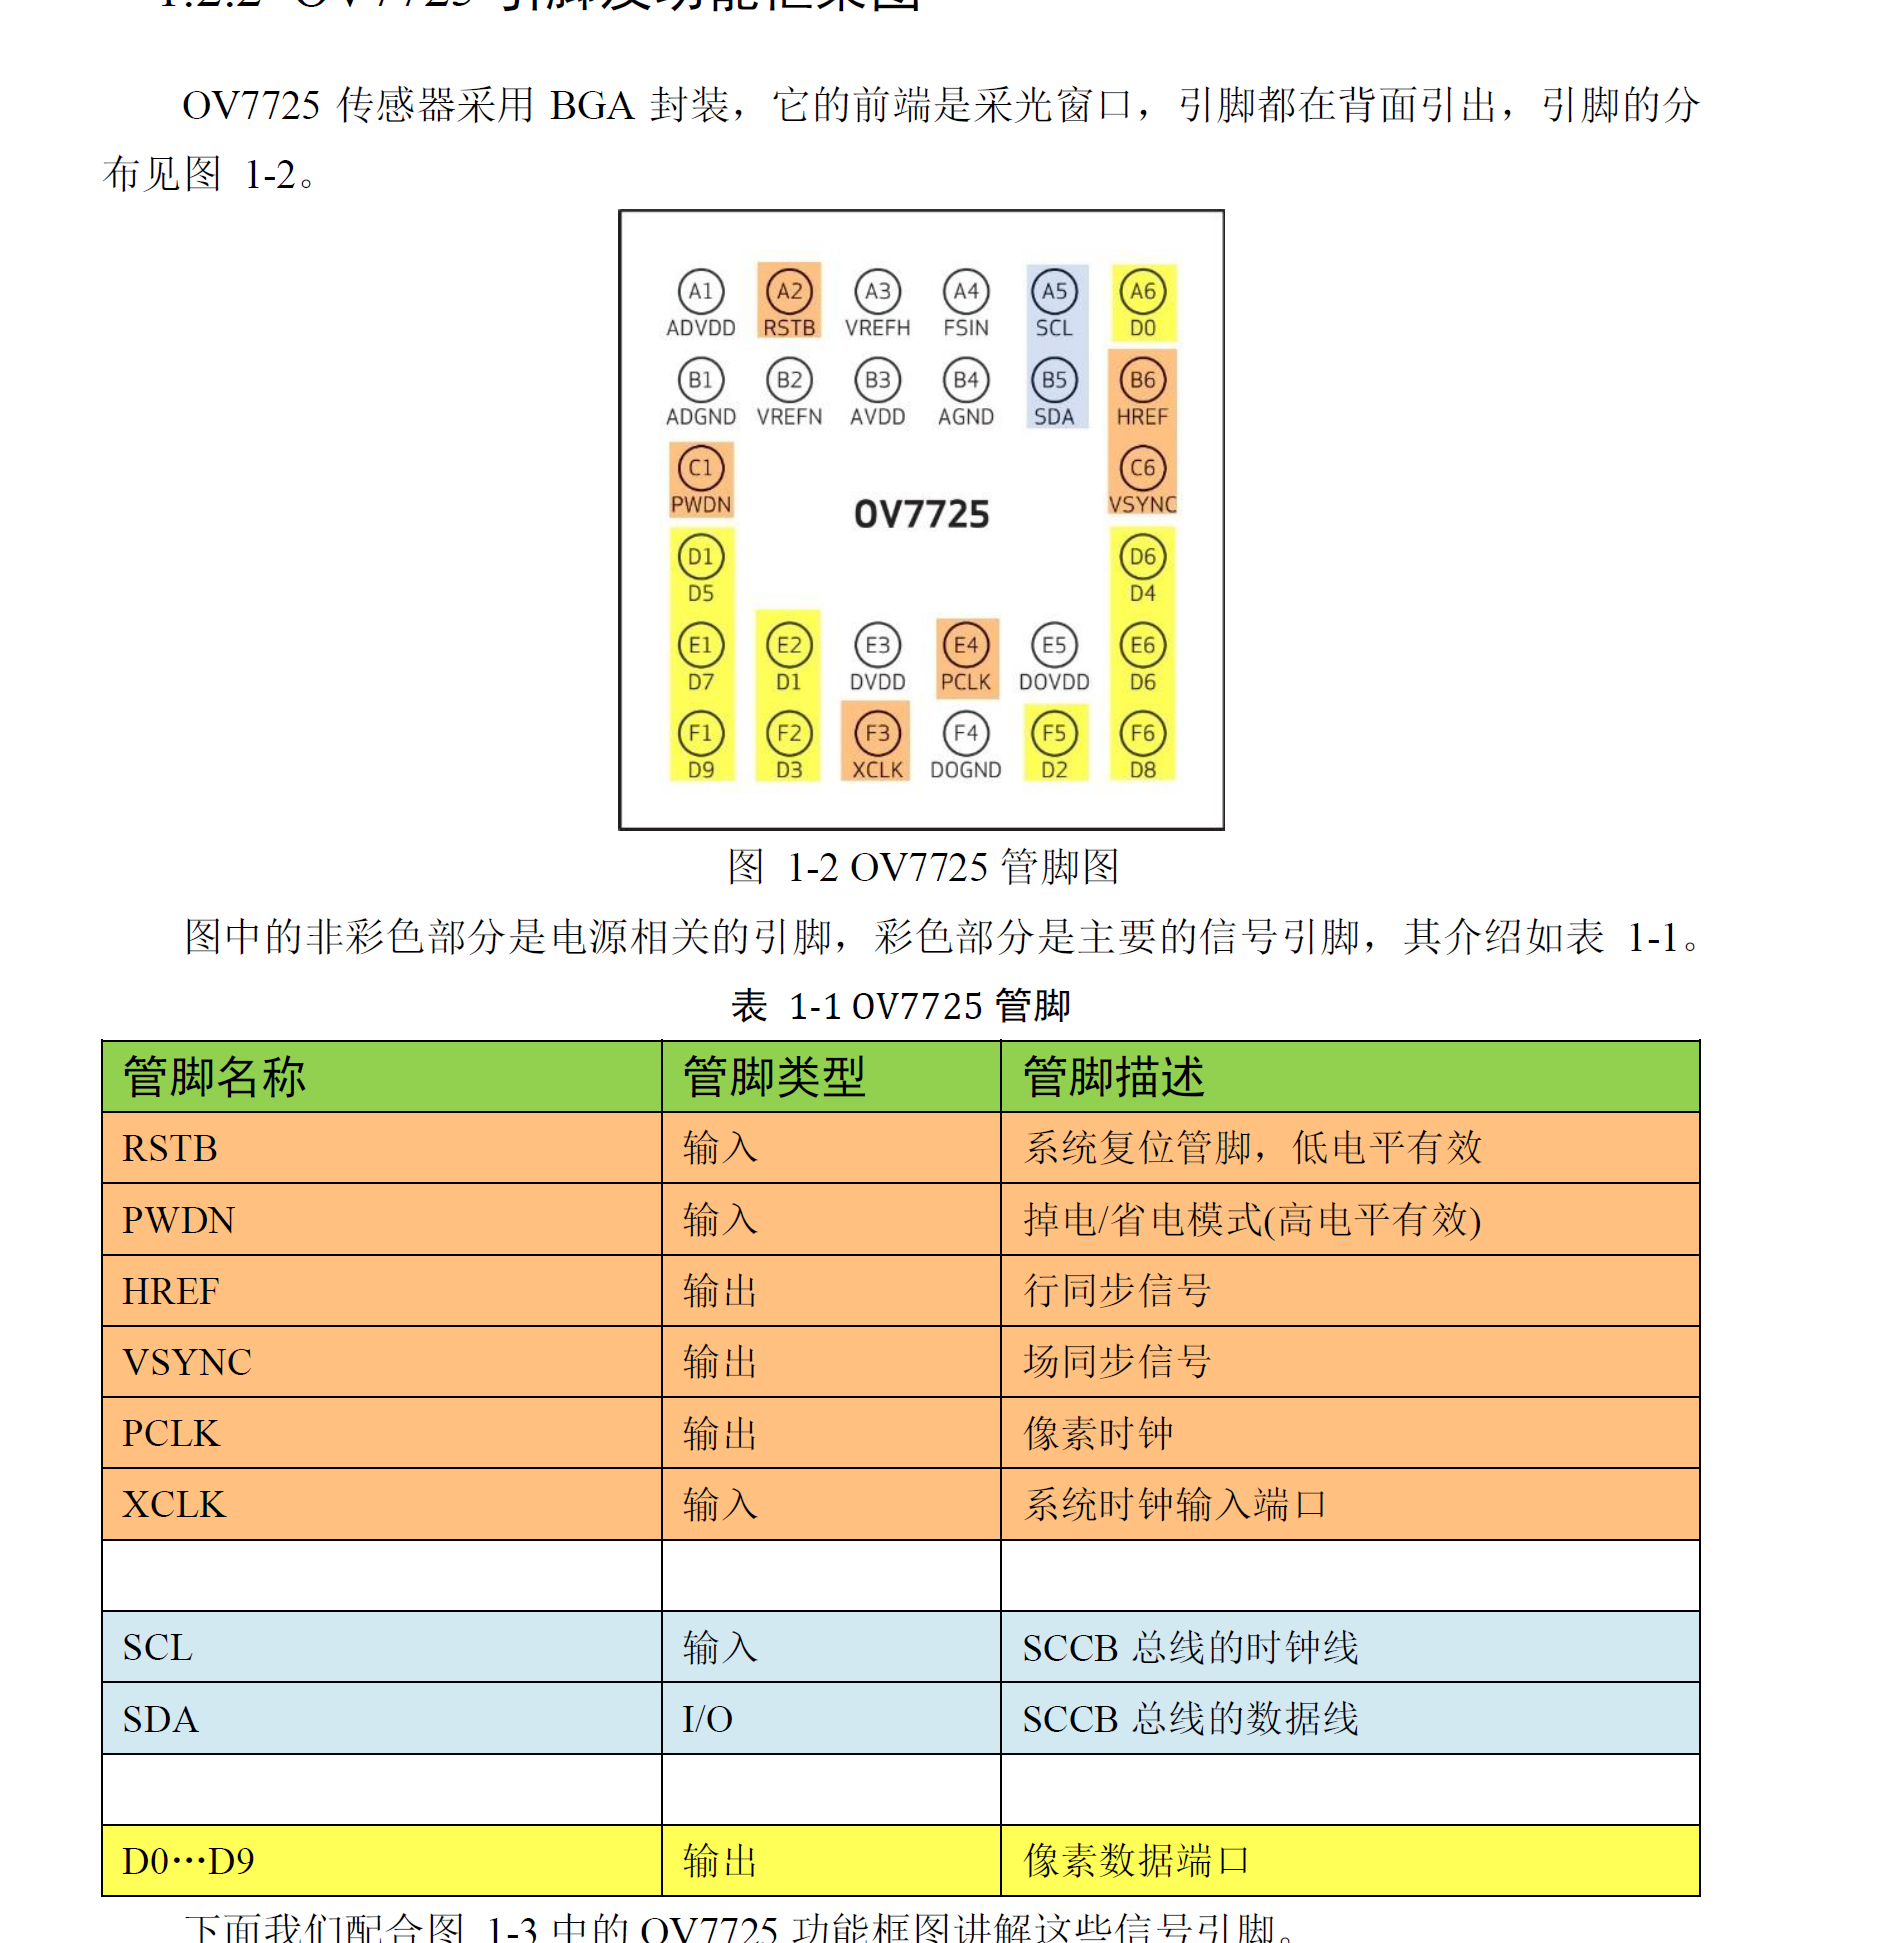 1.2.2 OV7725 引脚及功能框架图
OV7725 传感器采用 BGA 封装，它的前端是采光窗口，引脚都在背面引出，引脚的分
布见图 1-2。
A1 A2 A3 A4 A5 A6
ADVDD RSTB VREFH FSIN SCL D0
B1 B2 B3 B4 B5 B6
ADGND VREFN AVDD AGND SDA HREF
C1 C6
PWDN VSYNC
OV7725
D1 D6
D5 D4
E1 E2 E3 E4 E5 E6
D7 D1 DVDD PCLK DOVDD D6
F1 F2 F3 F4 F5 F6
D9 D3 XCLK DOGND D2 D8
图 1-2 OV7725 管脚图
图中的非彩色部分是电源相关的引脚，彩色部分是主要的信号引脚，其介绍如表 1-1。
表 1-1 OV7725 管脚
管脚名称 管脚类型 管脚描述
RSTB 输入 系统复位管脚，低电平有效
PWDN 输入 掉电/省电模式(高电平有效)
HREF 输出 行同步信号
VSYNC 输出 场同步信号
PCLK 输出 像素时钟
XCLK 输入 系统时钟输入端口
SCL 输入 SCCB 总线的时钟线
SDA I/O SCCB 总线的数据线
D0…D9 输出 像素数据端口
下面我们配合图 1-3 中的 OV7725 功能框图讲解这些信号引脚。